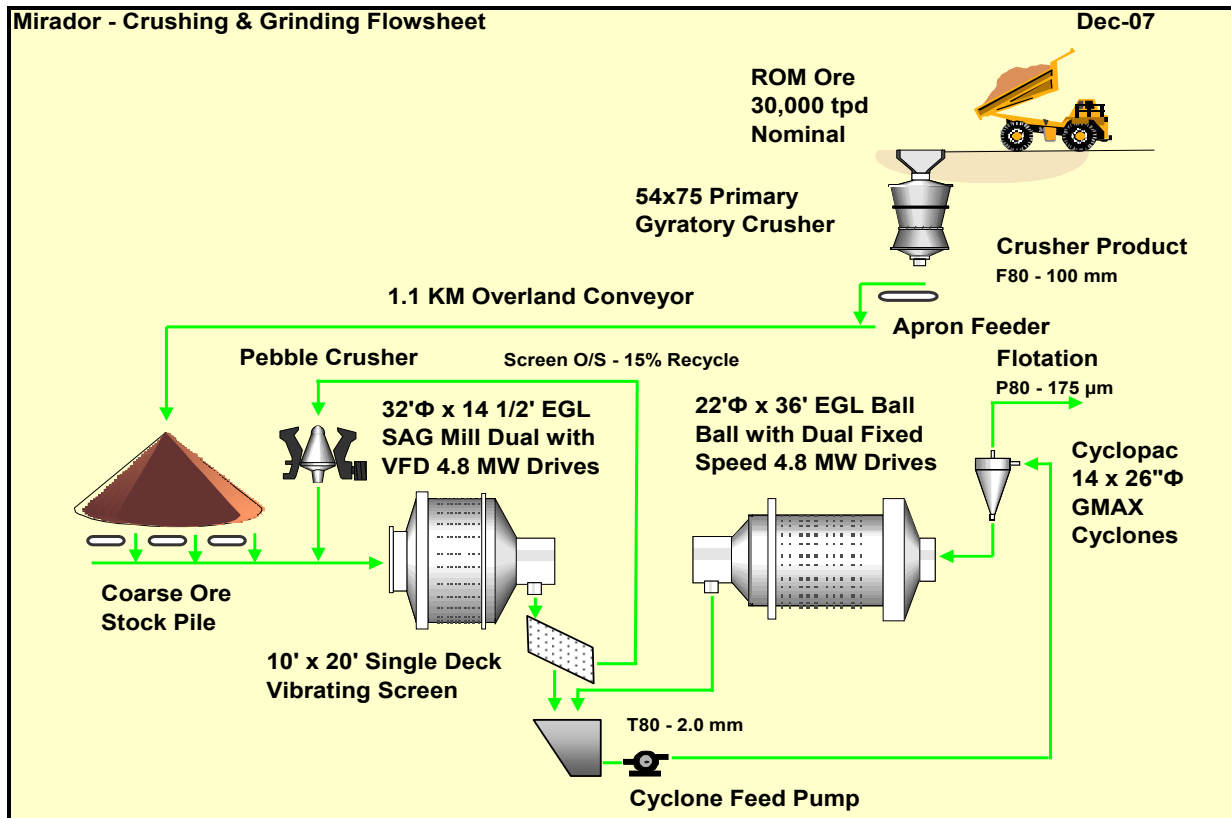 Mirador - Crushing & Grinding Flowsheet
Dec-07
ROM Ore
30,000 tpd
Nominal
54x75 Primary
Gyratory Crusher
Crusher Product
F80 - 100 mm
1.1 KM Overland Conveyor
Apron Feeder
Pebble Crusher
Screen O/S - 15% Recycle
Flotation
P80 - 175 µm
32'Φ x 14 1/2' EGL
SAG Mill Dual with
VFD 4.8 MW Drives
22'Φ x 36' EGL Ball
Ball with Dual Fixed
Speed 4.8 MW Drives
Cyclopac
14 x 26"Φ
GMAX
Cyclones
Coarse Ore
Stock Pile
10' x 20' Single Deck
Vibrating Screen
T80 - 2.0 mm
Cyclone Feed Pump